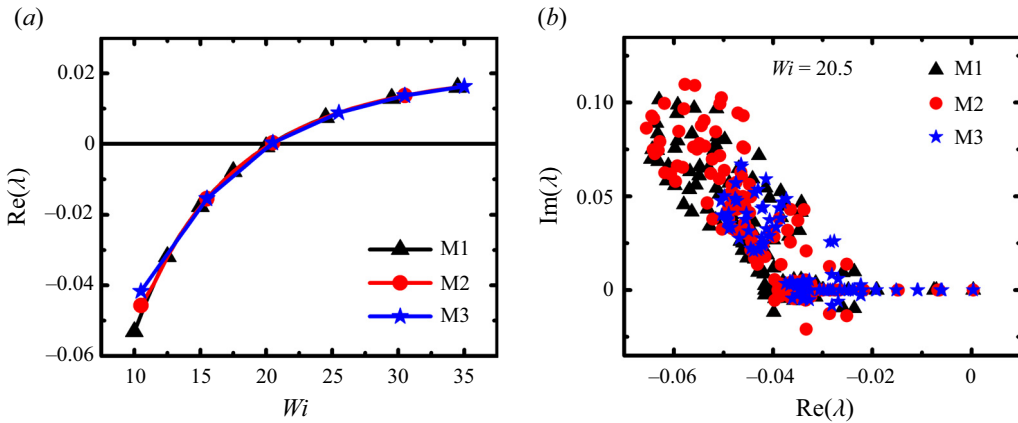 (a)
0.02
0
−0.02
−0.04
−0.06
Re(λ)
M1
M2
M3
10 15 20 25 30 35
Wi
(b)
Wi = 20.5
M1
M2
M3
0.10
0.05
0
Im(λ)
−0.06 −0.04 −0.02 0
Re(λ)